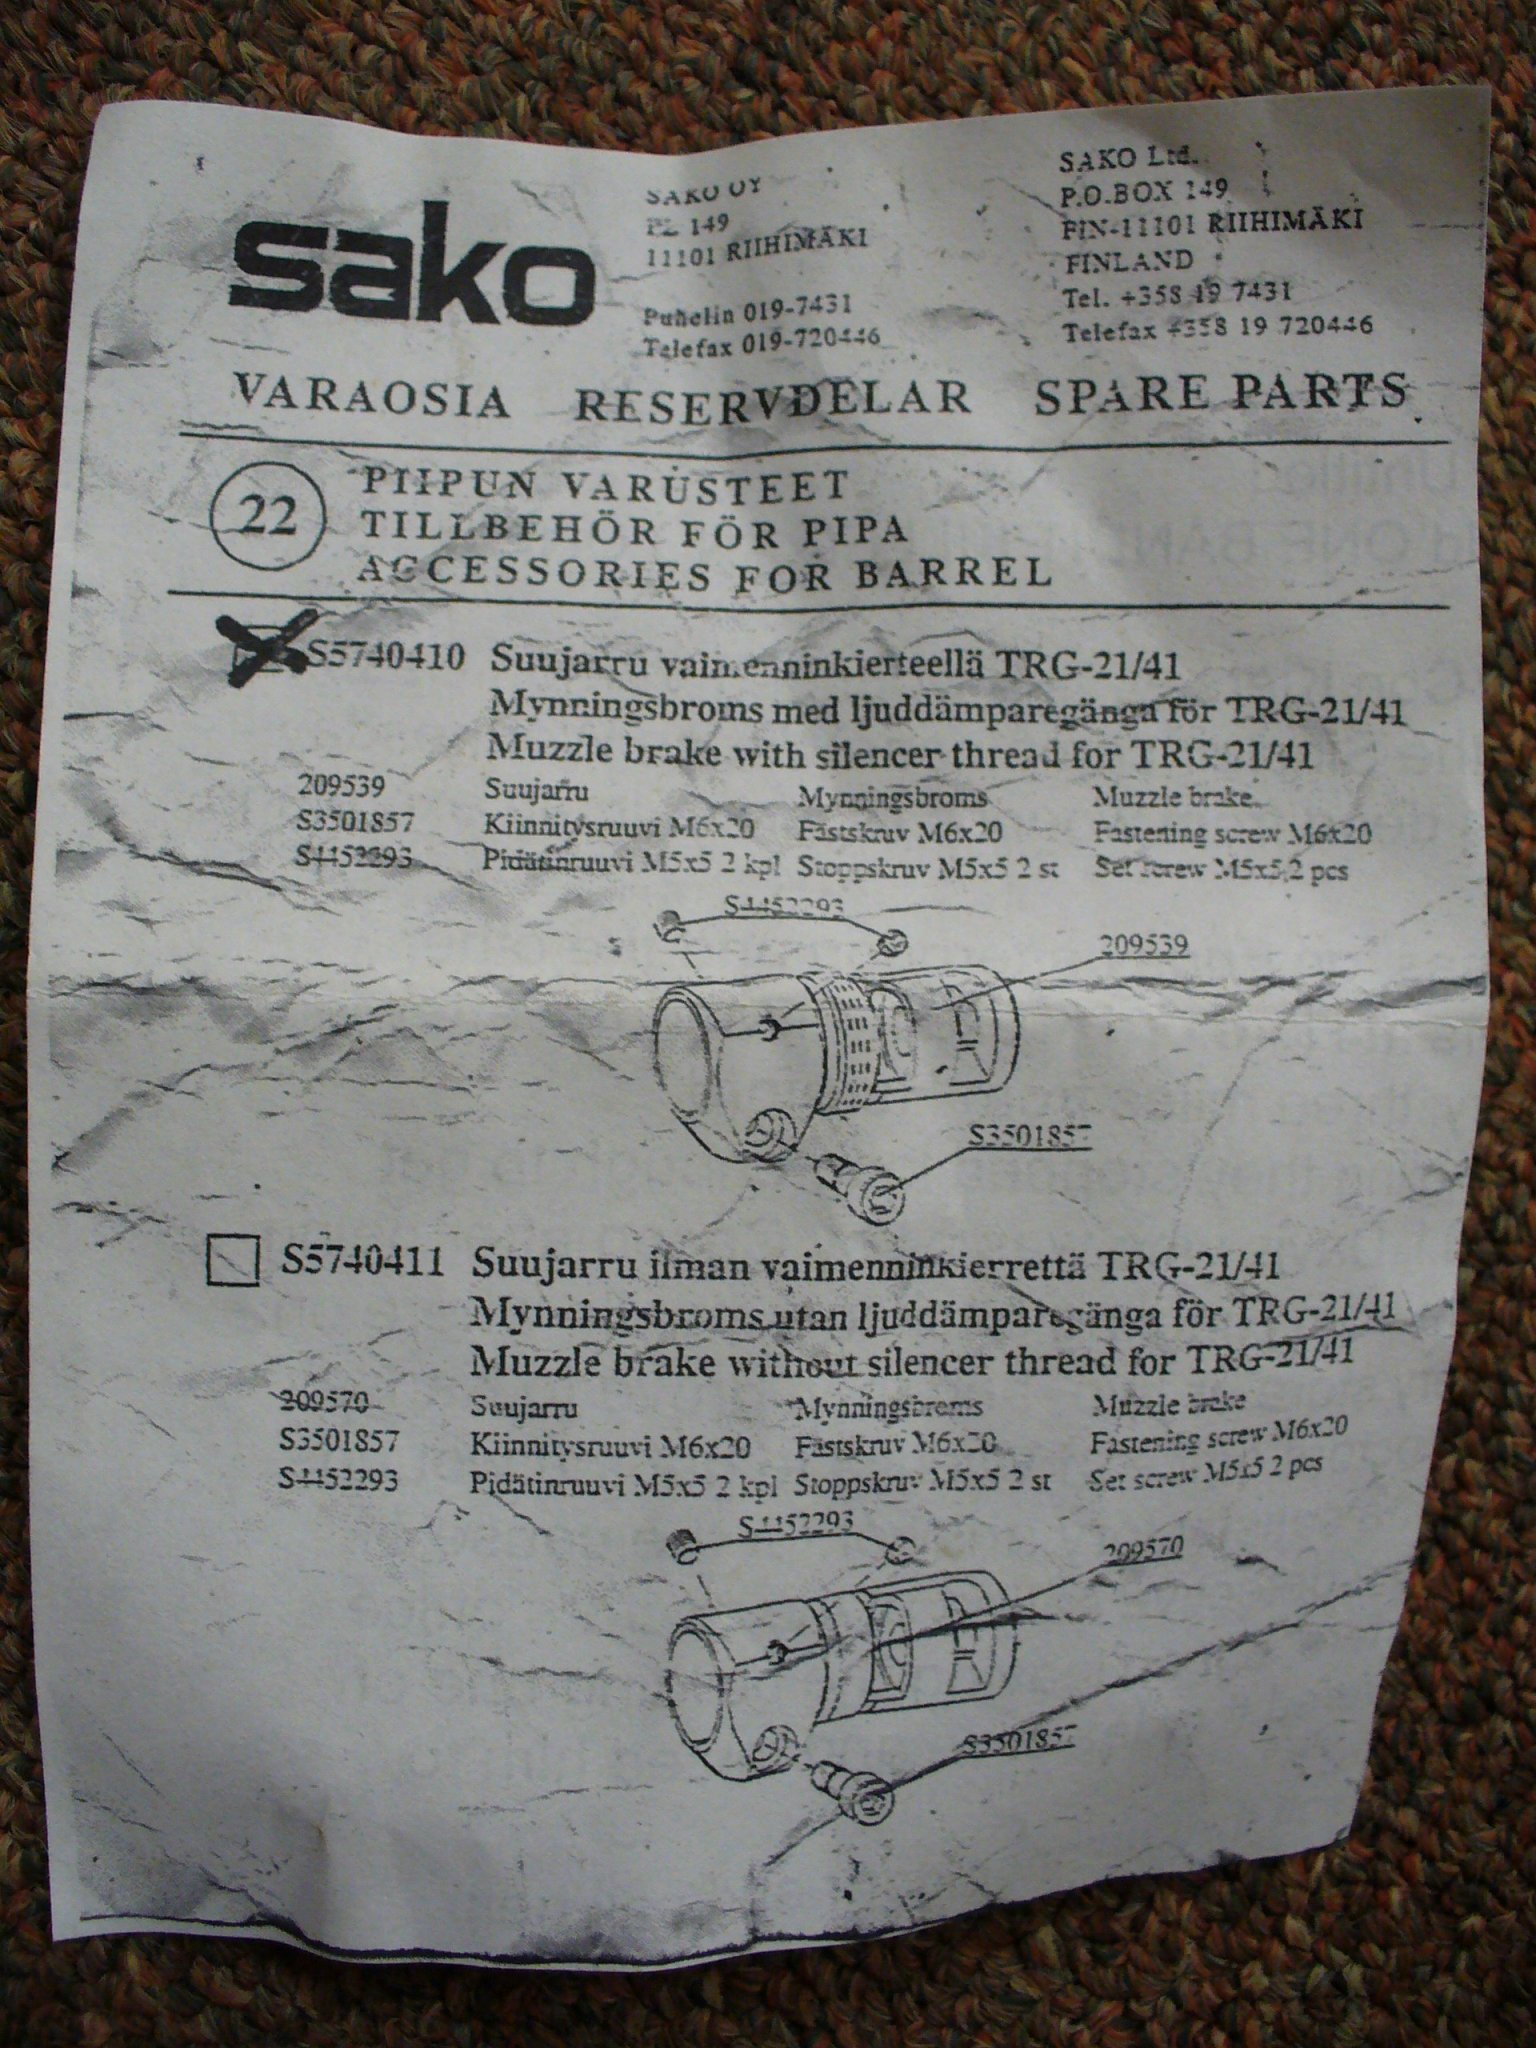 sako
SAKO OY
PL 149
11101 RIIHIMÄKI
Puhelin 019-7431
Telefax 019-720446
SAKO Ltd.
P.O.BOX 149
FIN-11101 RIIHIMÄKI
FINLAND
Tel. +358 19 7431
Telefax +358 19 720446
VARAOSIA RESERVDELAR SPARE PARTS
22
PIIPUN VARUSTEET
TILLBEHÖR FÖR PIPA
ACCESSORIES FOR BARREL
S5740410 Suujarru vaimenninkierteellä TRG-21/41
Mynningsbroms med ljuddämparegänga för TRG-21/41
Muzzle brake with silencer thread for TRG-21/41
209539 Suujarru Mynningsbroms Muzzle brake
S3501857 Kiinnitysruuvi M6x20 Fästskruv M6x20 Fastening screw M6x20
S4452293 Pidätinruuvi M5x5 2 kpl Stoppskruv M5x5 2 st Set screw M5x5 2 pcs
S4452293
209539
S3501857
S5740411 Suujarru ilman vaimenninkierrettä TRG-21/41
Mynningsbroms utan ljuddämparegänga för TRG-21/41
Muzzle brake without silencer thread for TRG-21/41
209570 Suujarru Mynningsbroms Muzzle brake
S3501857 Kiinnitysruuvi M6x20 Fästskruv M6x20 Fastening screw M6x20
S4452293 Pidätinruuvi M5x5 2 kpl Stoppskruv M5x5 2 st Set screw M5x5 2 pcs
S4452293
209570
S3501857